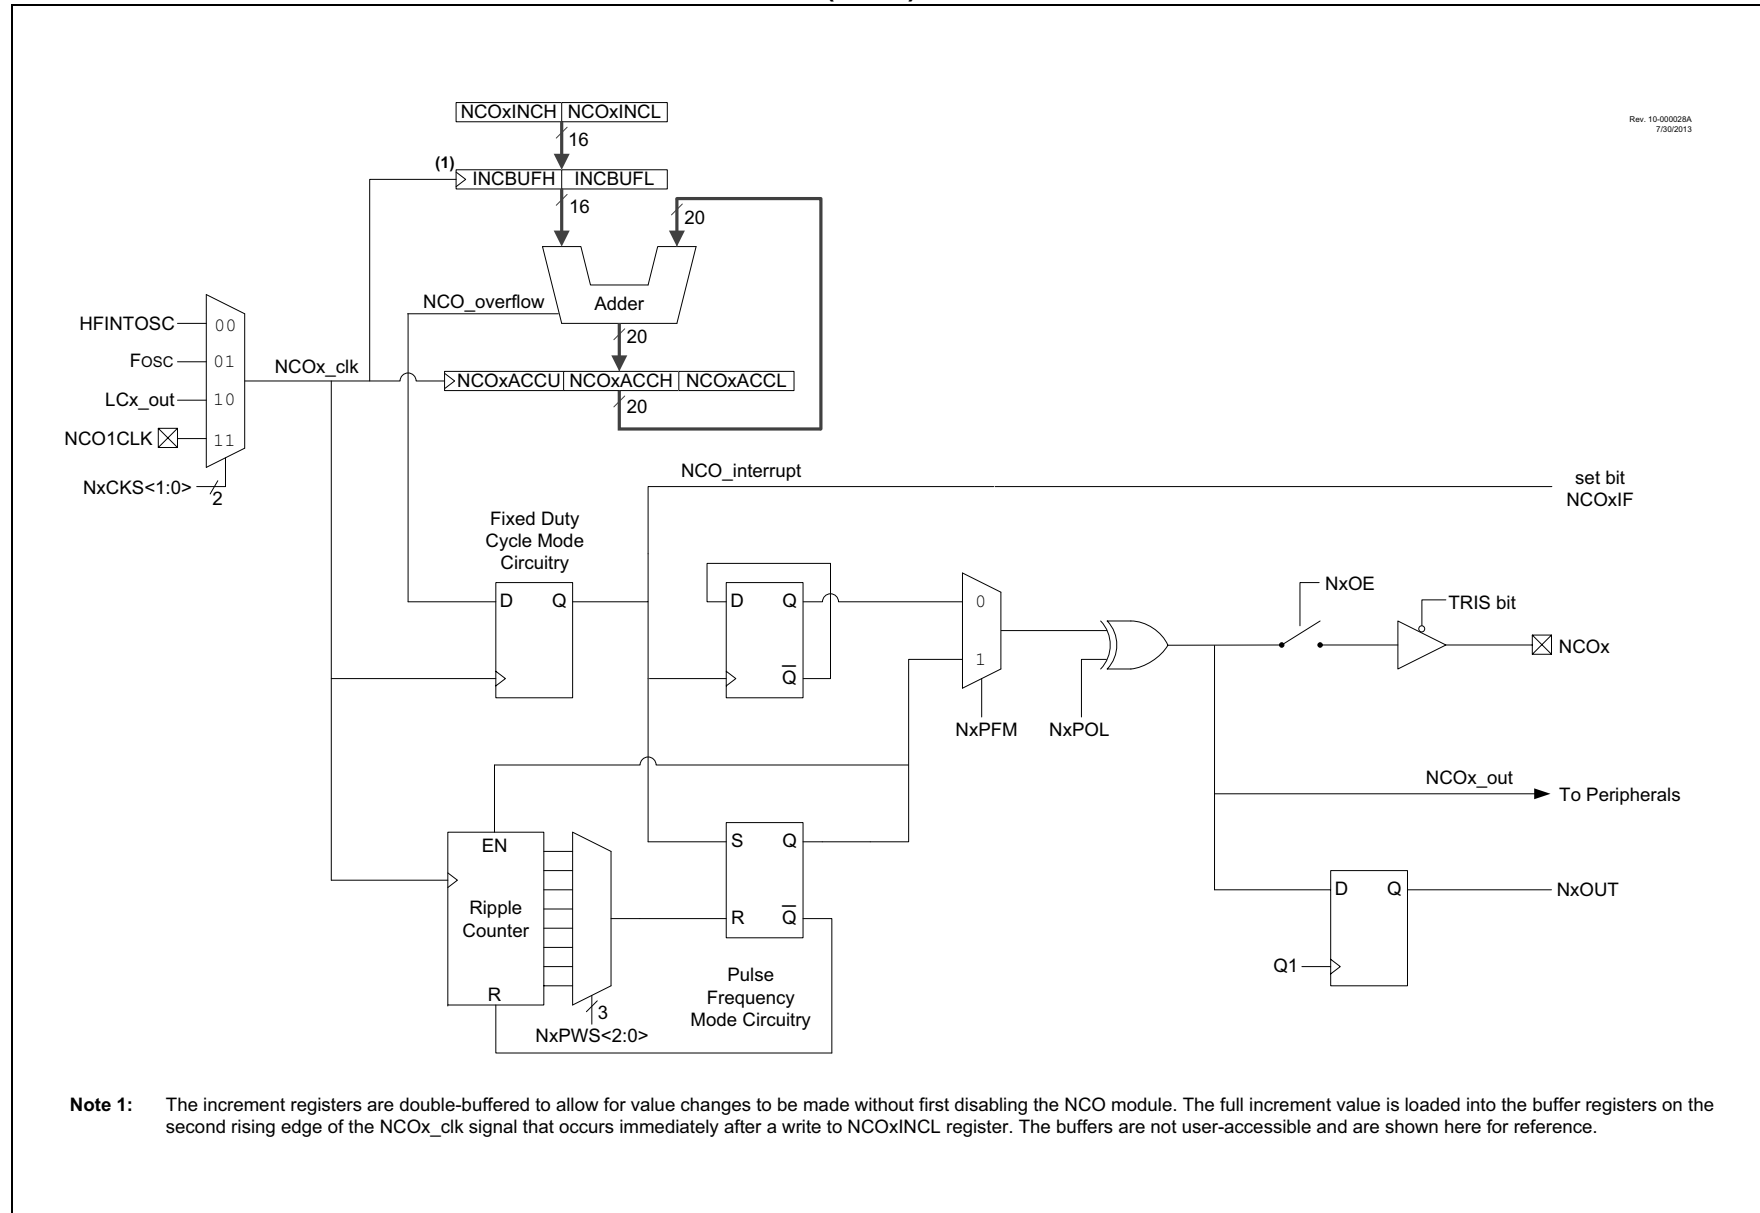 Rev. 10-000028A
7/30/2013
NCOxINCH NCOxINCL
16
(1)
INCBUFH INCBUFL
16
20
NCO_overflow
Adder
20
HFINTOSC 00
FOSC 01
LCx_out 10
NCO1CLK 11
NxCKS<1:0>
2
NCOx_clk
NCOxACCU NCOxACCH NCOxACCL
20
NCO_interrupt
set bit
NCOxIF
Fixed Duty
Cycle Mode
Circuitry
D Q
D Q
Q
0
1
NxPFM
NxPOL
NxOE
TRIS bit
NCOx
NCOx_out
To Peripherals
EN
Ripple
Counter
R
3
NxPWS<2:0>
S Q
R Q
Pulse
Frequency
Mode Circuitry
D Q
NxOUT
Q1
Note 1: The increment registers are double-buffered to allow for value changes to be made without first disabling the NCO module. The full increment value is loaded into the buffer registers on the
second rising edge of the NCOx_clk signal that occurs immediately after a write to NCOxINCL register. The buffers are not user-accessible and are shown here for reference.